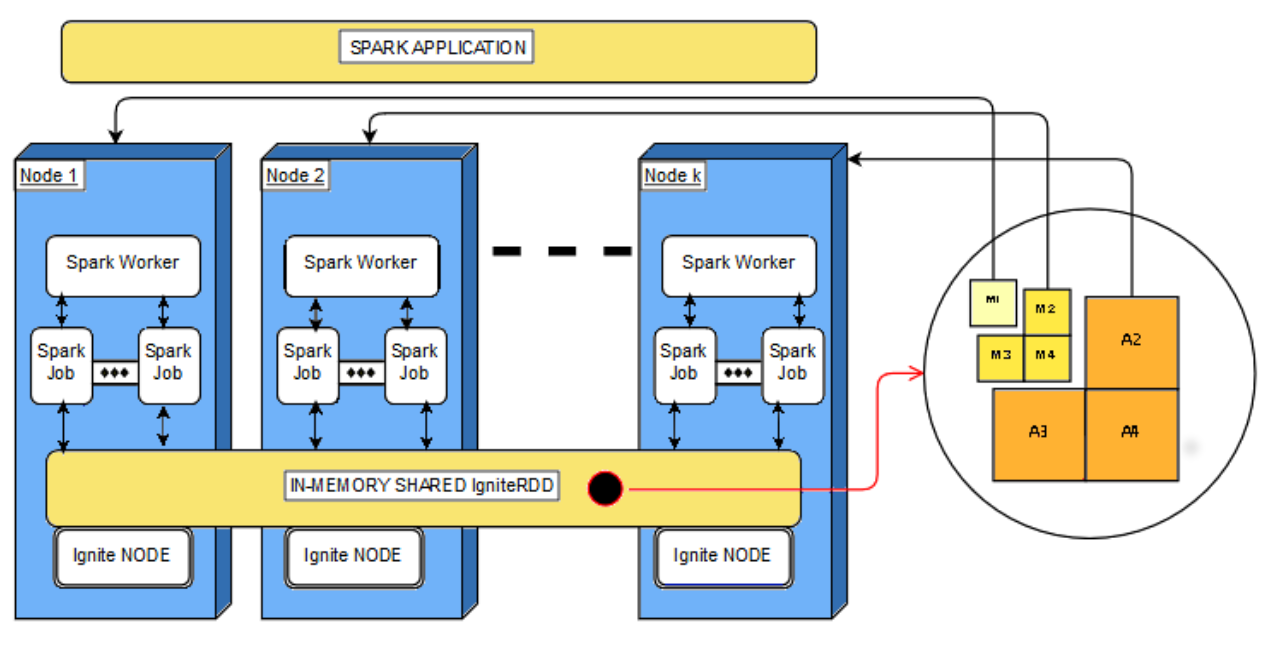 SPARK APPLICATION
Node 1
Node 2
Node k
Spark Worker
Spark Worker
Spark Worker
Spark
Job
Spark
Job
Spark
Job
Spark
Job
Spark
Job
Spark
Job
M1
M2
M3
M4
A2
A3
A4
IN-MEMORY SHARED IgniteRDD
Ignite NODE
Ignite NODE
Ignite NODE